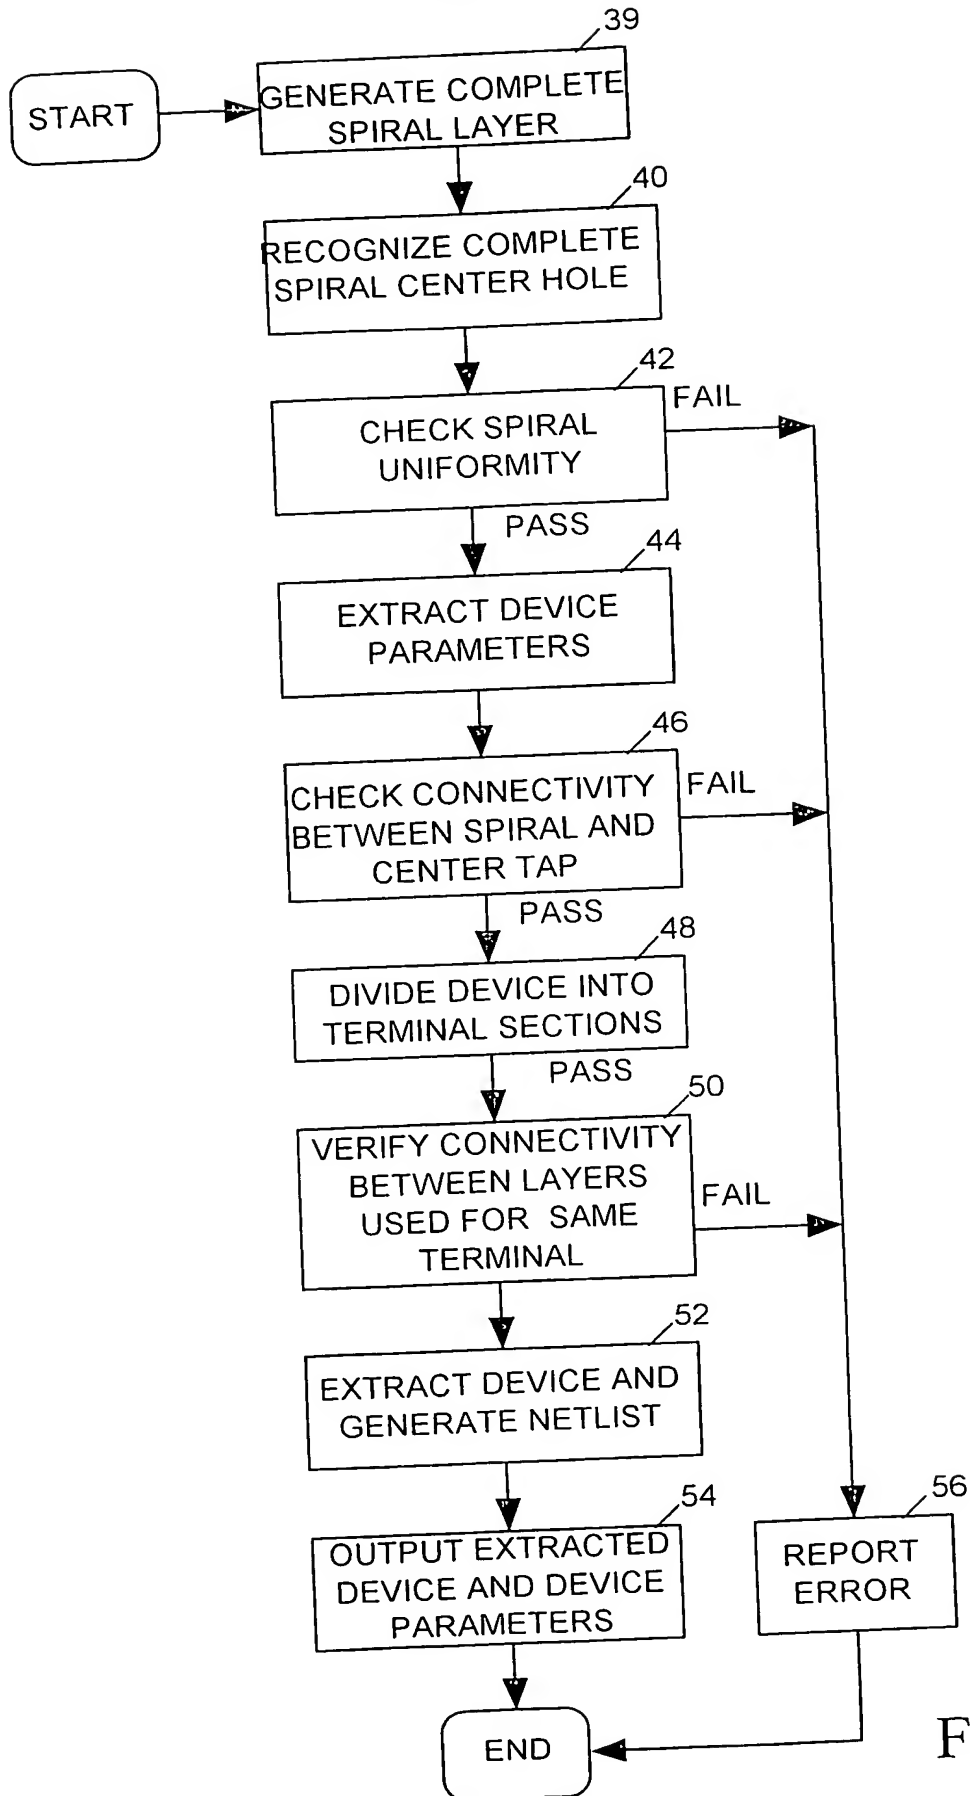 39
START
GENERATE COMPLETE
SPIRAL LAYER
40
RECOGNIZE COMPLETE
SPIRAL CENTER HOLE
42
FAIL
CHECK SPIRAL
UNIFORMITY
PASS
44
EXTRACT DEVICE
PARAMETERS
46
FAIL
CHECK CONNECTIVITY
BETWEEN SPIRAL AND
CENTER TAP
PASS
48
DIVIDE DEVICE INTO
TERMINAL SECTIONS
PASS
50
VERIFY CONNECTIVITY
BETWEEN LAYERS
USED FOR SAME
TERMINAL
FAIL
52
EXTRACT DEVICE AND
GENERATE NETLIST
54
OUTPUT EXTRACTED
DEVICE AND DEVICE
PARAMETERS
56
REPORT
ERROR
END
F